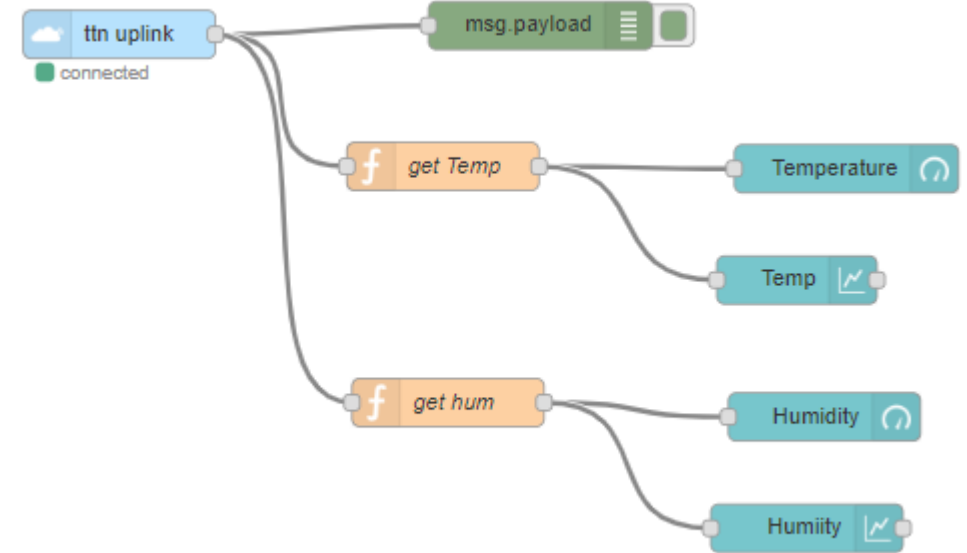 ttn uplink
connected
msg.payload
get Temp
Temperature
Temp
get hum
Humidity
Humiity